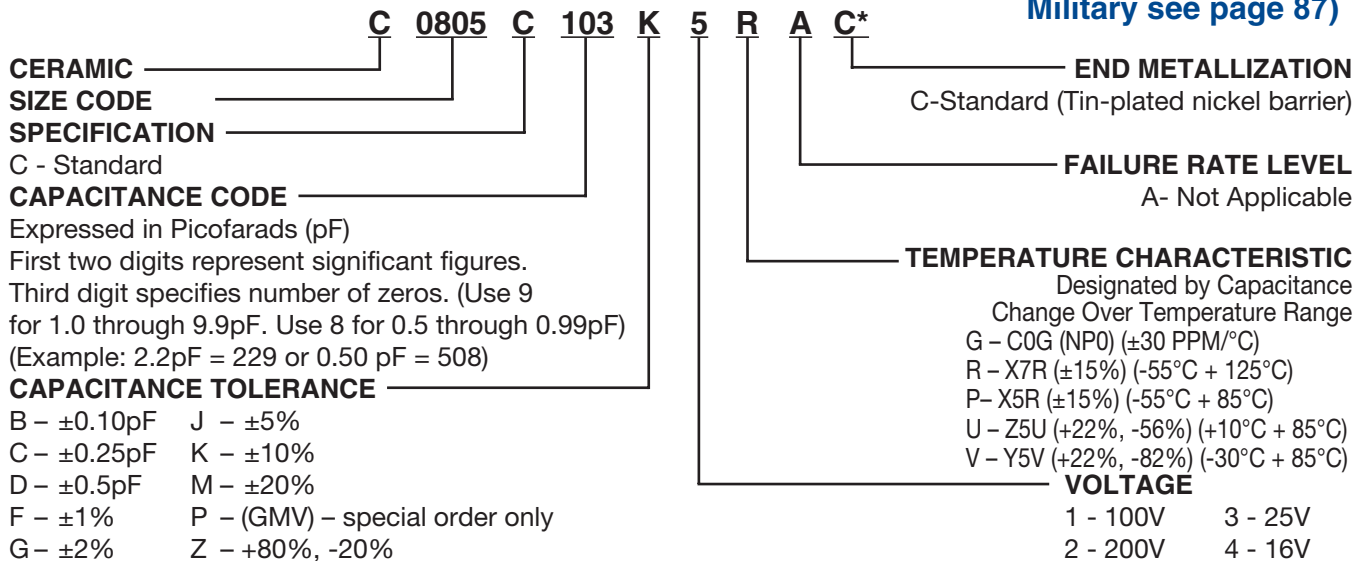 Military see page 87)
C 0805 C 103 K 5 R A C*
CERAMIC
SIZE CODE
SPECIFICATION
C - Standard
CAPACITANCE CODE
Expressed in Picofarads (pF)
First two digits represent significant figures.
Third digit specifies number of zeros. (Use 9
for 1.0 through 9.9pF. Use 8 for 0.5 through 0.99pF)
(Example: 2.2pF = 229 or 0.50 pF = 508)
CAPACITANCE TOLERANCE
B – ±0.10pF J – ±5%
C – ±0.25pF K – ±10%
D – ±0.5pF M – ±20%
F – ±1% P – (GMV) – special order only
G – ±2% Z – +80%, -20%
END METALLIZATION
C-Standard (Tin-plated nickel barrier)
FAILURE RATE LEVEL
A- Not Applicable
TEMPERATURE CHARACTERISTIC
Designated by Capacitance
Change Over Temperature Range
G – C0G (NP0) (±30 PPM/°C)
R – X7R (±15%) (-55°C + 125°C)
P– X5R (±15%) (-55°C + 85°C)
U – Z5U (+22%, -56%) (+10°C + 85°C)
V – Y5V (+22%, -82%) (-30°C + 85°C)
VOLTAGE
1 - 100V 3 - 25V
2 - 200V 4 - 16V